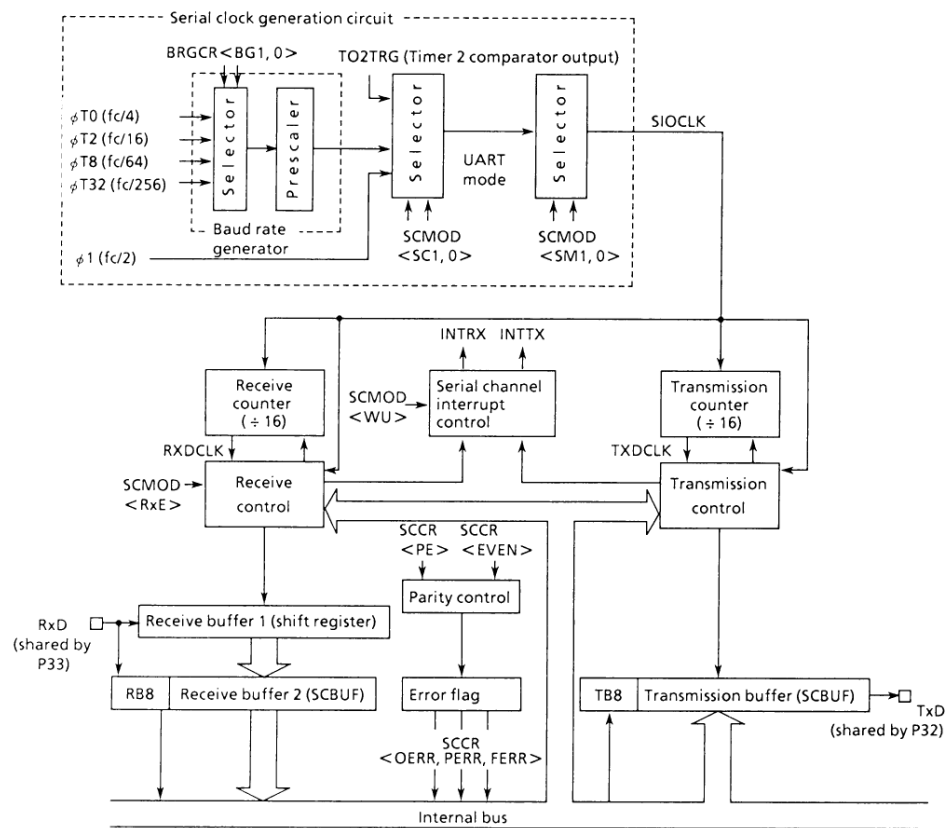 Serial clock generation circuit
BRGCR<BG1, 0>
TO2TRG (Timer 2 comparator output)
φT0 (fc/4)
φT2 (fc/16)
φT8 (fc/64)
φT32 (fc/256)
Selector
Prescaler
Selector
Selector
SIOCLK
UART
mode
Baud rate
generator
SCMOD
<SC1, 0>
SCMOD
<SM1, 0>
φ1 (fc/2)
INTRX
INTTX
Receive
counter
(÷16)
SCMOD
<WU>
Serial channel
interrupt
control
Transmission
counter
(÷16)
RXDCLK
TXDCLK
SCMOD
<RxE>
Receive
control
Transmission
control
SCCR
<PE>
SCCR
<EVEN>
Parity control
RxD
(shared by
P33)
Receive buffer 1 (shift register)
RB8
Receive buffer 2 (SCBUF)
Error flag
TB8
Transmission buffer (SCBUF)
TxD
(shared by P32)
SCCR
<OERR, PERR, FERR>
Internal bus